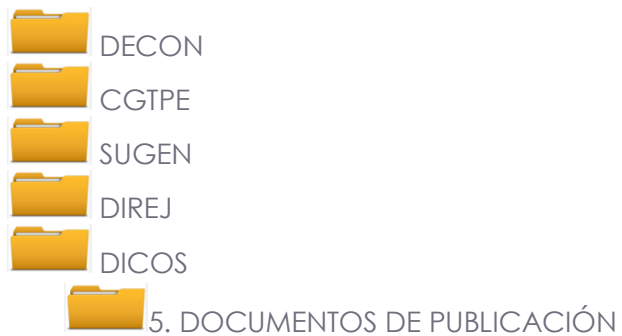 DECON
CGTPE
SUGEN
DIREJ
DICOS
5. DOCUMENTOS DE PUBLICACIÓN